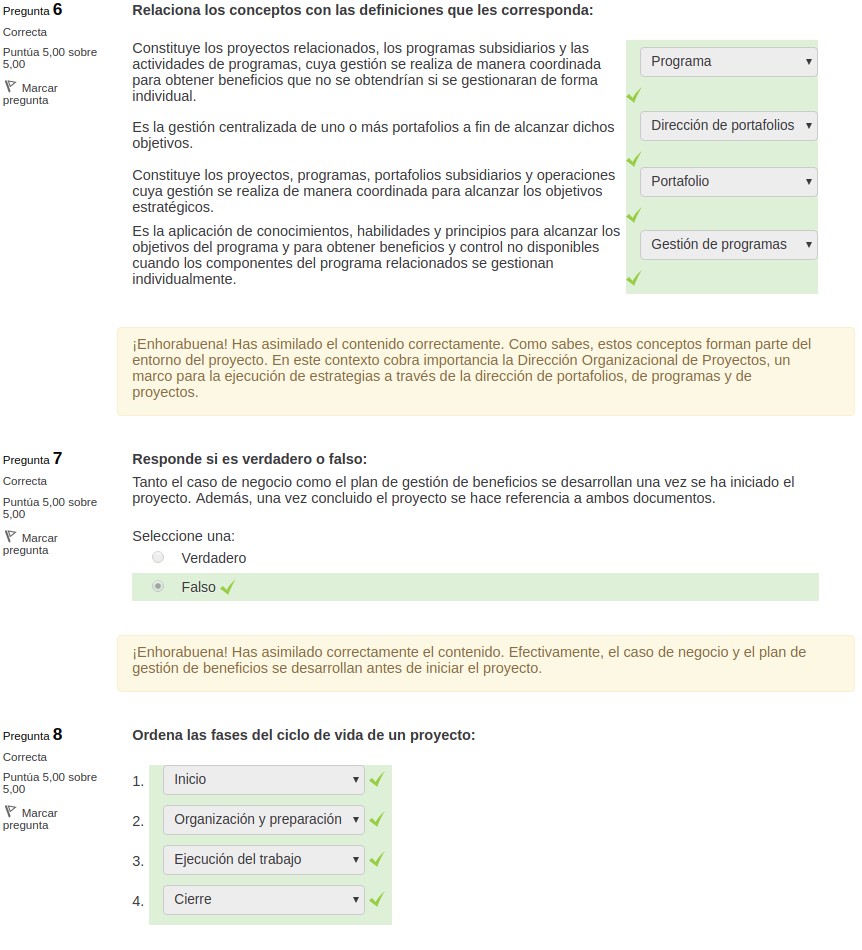 Pregunta 6
Correcta
Puntúa 5,00 sobre
5,00
Marcar
pregunta
Relaciona los conceptos con las definiciones que les corresponda:
Constituye los proyectos relacionados, los programas subsidiarios y las
actividades de programas, cuya gestión se realiza de manera coordinada
para obtener beneficios que no se obtendrían si se gestionaran de forma
individual.
Programa
Es la gestión centralizada de uno o más portafolios a fin de alcanzar dichos
objetivos.
Dirección de portafolios
Constituye los proyectos, programas, portafolios subsidiarios y operaciones
cuya gestión se realiza de manera coordinada para alcanzar los objetivos
estratégicos.
Portafolio
Es la aplicación de conocimientos, habilidades y principios para alcanzar los
objetivos del programa y para obtener beneficios y control no disponibles
cuando los componentes del programa relacionados se gestionan
individualmente.
Gestión de programas
¡Enhorabuena! Has asimilado el contenido correctamente. Como sabes, estos conceptos forman parte del
entorno del proyecto. En este contexto cobra importancia la Dirección Organizacional de Proyectos, un
marco para la ejecución de estrategias a través de la dirección de portafolios, de programas y de
proyectos.
Pregunta 7
Correcta
Puntúa 5,00 sobre
5,00
Marcar
pregunta
Responde si es verdadero o falso:
Tanto el caso de negocio como el plan de gestión de beneficios se desarrollan una vez se ha iniciado el
proyecto. Además, una vez concluido el proyecto se hace referencia a ambos documentos.
Seleccione una:
Verdadero
Falso
¡Enhorabuena! Has asimilado correctamente el contenido. Efectivamente, el caso de negocio y el plan de
gestión de beneficios se desarrollan antes de iniciar el proyecto.
Pregunta 8
Correcta
Puntúa 5,00 sobre
5,00
Marcar
pregunta
Ordena las fases del ciclo de vida de un proyecto:
1. Inicio
2. Organización y preparación
3. Ejecución del trabajo
4. Cierre